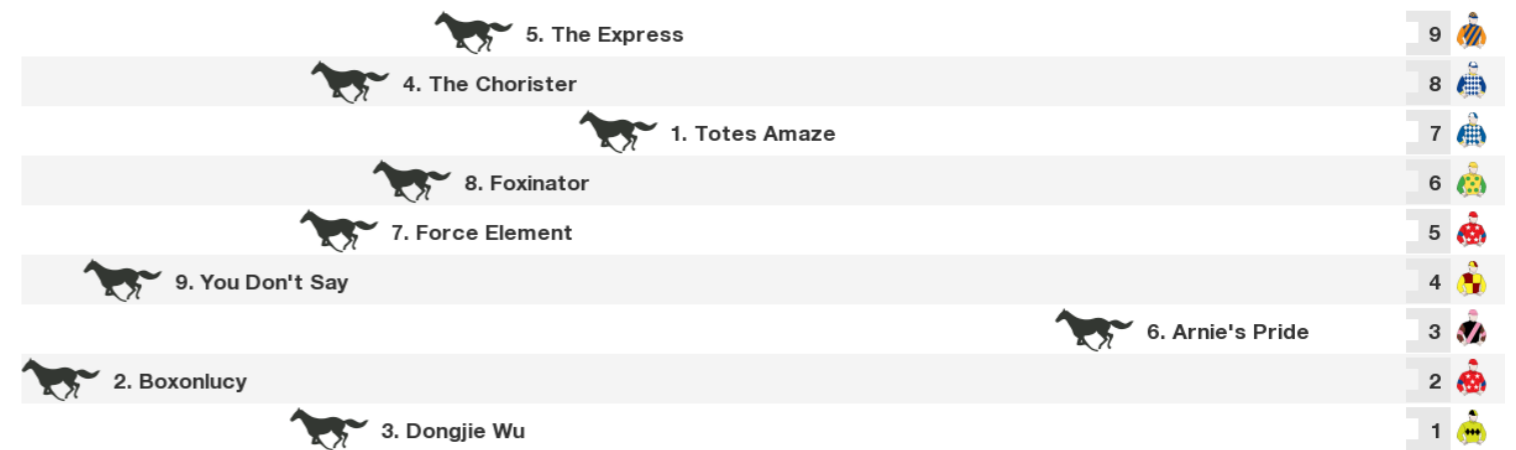 5. The Express 9
4. The Chorister 8
1. Totes Amaze 7
8. Foxinator 6
7. Force Element 5
9. You Don't Say 4
6. Arnie's Pride 3
2. Boxonlucy 2
3. Dongjie Wu 1